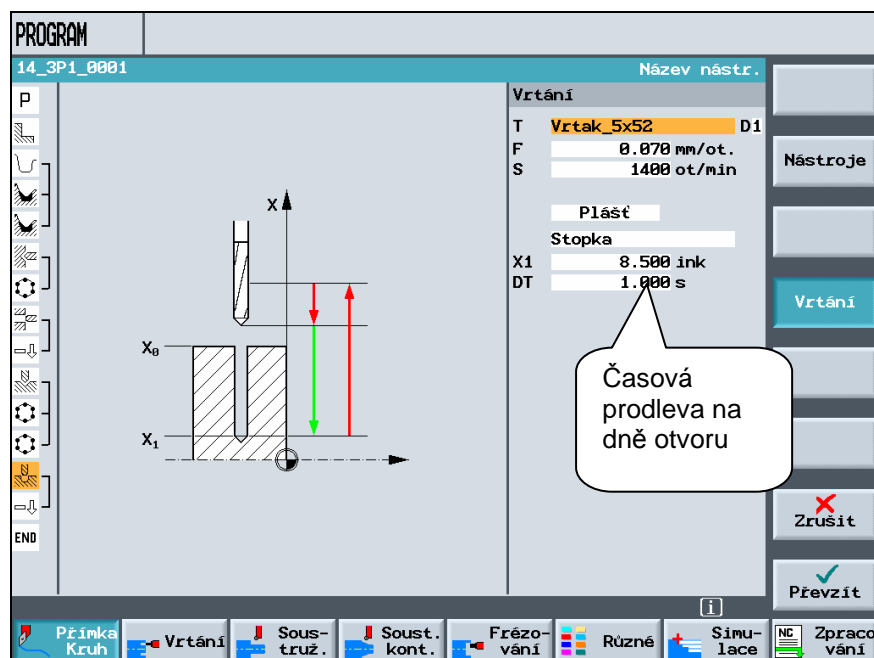 PROGRAM
14_3P1_0001
Název nástr.
P
END
X
X0
X1
Vrtání
T Vrtak_5x52 D1
F 0.070 mm/ot.
S 1400 ot/min
Plášť
Stopka
X1 8.500 ink
DT 1.000 s
Časová
prodleva na
dně otvoru
Nástroje
Vrtání
Zrušit
Převzít
i
Přímka
Kruh
Vrtání
Sous-
truž.
Soust.
kont.
Frézo-
vání
Různé
Simu-
lace
NC
Zpraco
vání